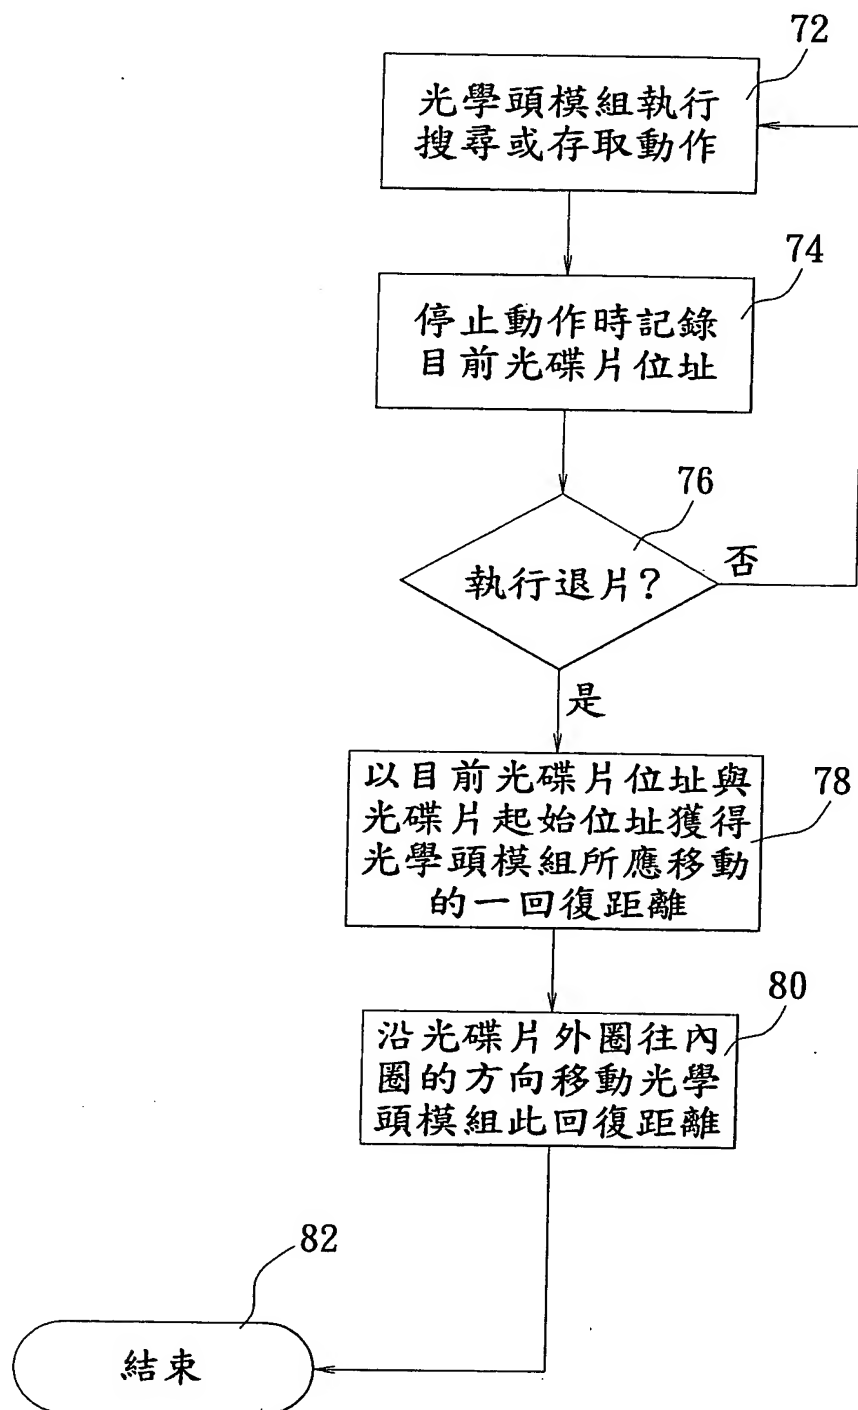 72
光學頭模組執行
搜尋或存取動作
74
停止動作時記錄
目前光碟片位址
76
執行退片?
否
是
78
以目前光碟片位址與
光碟片起始位址獲得
光學頭模組所應移動
的一回復距離
80
沿光碟片外圈往內
圈的方向移動光學
頭模組此回復距離
82
結束